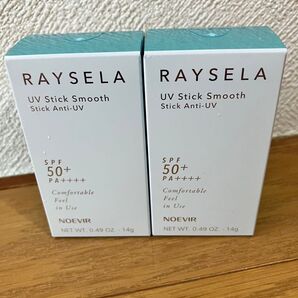 RAYSELA
UV Stick Smooth
Stick Anti-UV
SPF
50+
PA++++
Comfortable
Feel
in Use
NOEVIR
NET WT. 0.49 OZ. 14g
RAYSELA
UV Stick Smooth
Stick Anti-UV
SPF
50+
PA++++
Comfortable
Feel
in Use
NOEVIR
NET WT. 0.49 OZ. 14g